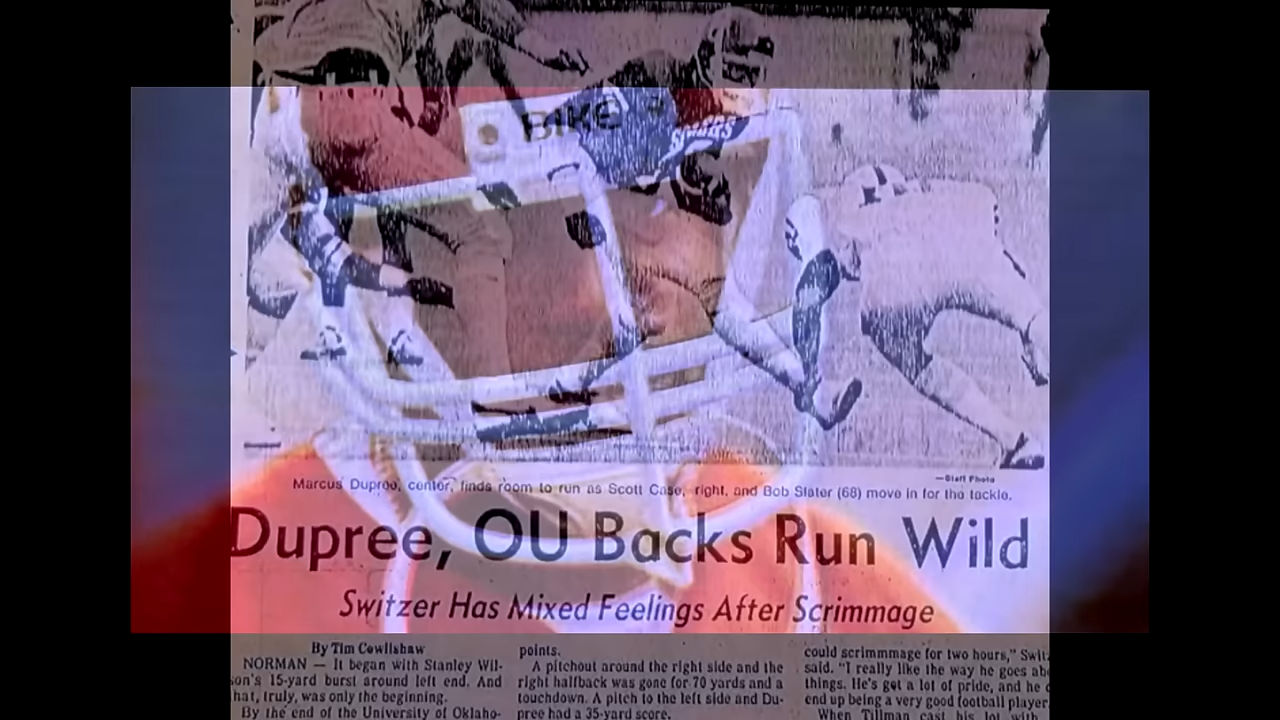 BIKE
Marcus Dupree, center, finds room to run as Scott Case, right, and Bob Slater (68) move in for the tackle.
—Staff Photo
Dupree, OU Backs Run Wild
Switzer Has Mixed Feelings After Scrimmage
By Tim Cowlishaw
NORMAN — It began with Stanley Wil-
son's 15-yard burst around left end. And
that, truly, was only the beginning.
By the end of the University of Oklaho-
points.
A pitchout around the right side and the
right halfback was gone for 70 yards and a
touchdown. A pitch to the left side and Du-
pree had a 35-yard score.
could scrimmmage for two hours," Switz
said. "I really like the way he goes abo
things. He's got a lot of pride, and he c
end up being a very good football player
When Tillman cast his lot with